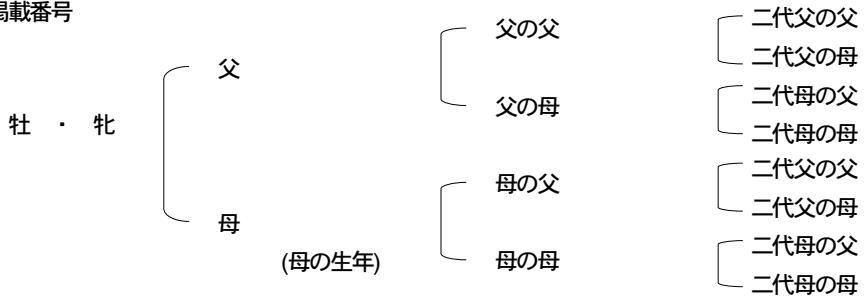 掲載番号
牡 ・ 牝
父
母
(母の生年)
父の父
父の母
母の父
母の母
二代父の父
二代父の母
二代母の父
二代母の母
二代父の父
二代父の母
二代母の父
二代母の母